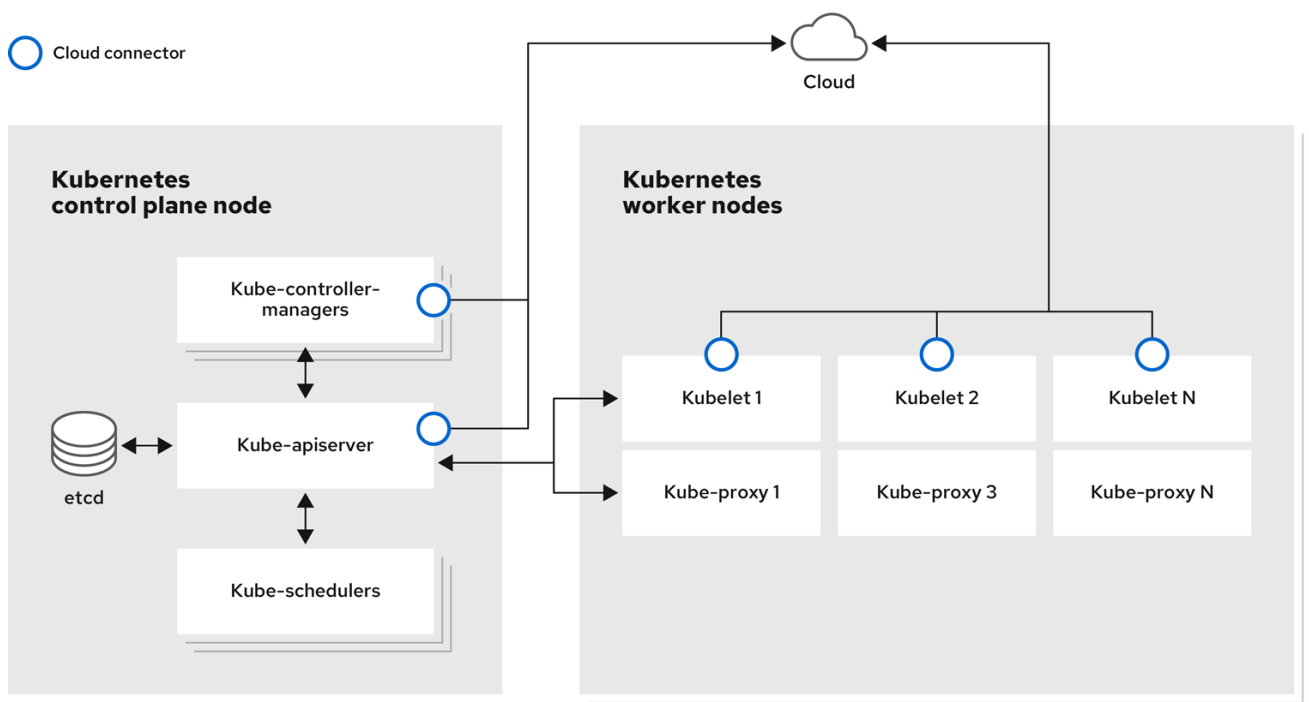 Cloud connector
Cloud
Kubernetes
control plane node
Kube-controller-
managers
Kube-apiserver
etcd
Kube-schedulers
Kubernetes
worker nodes
Kubelet 1
Kubelet 2
Kubelet N
Kube-proxy 1
Kube-proxy 3
Kube-proxy N